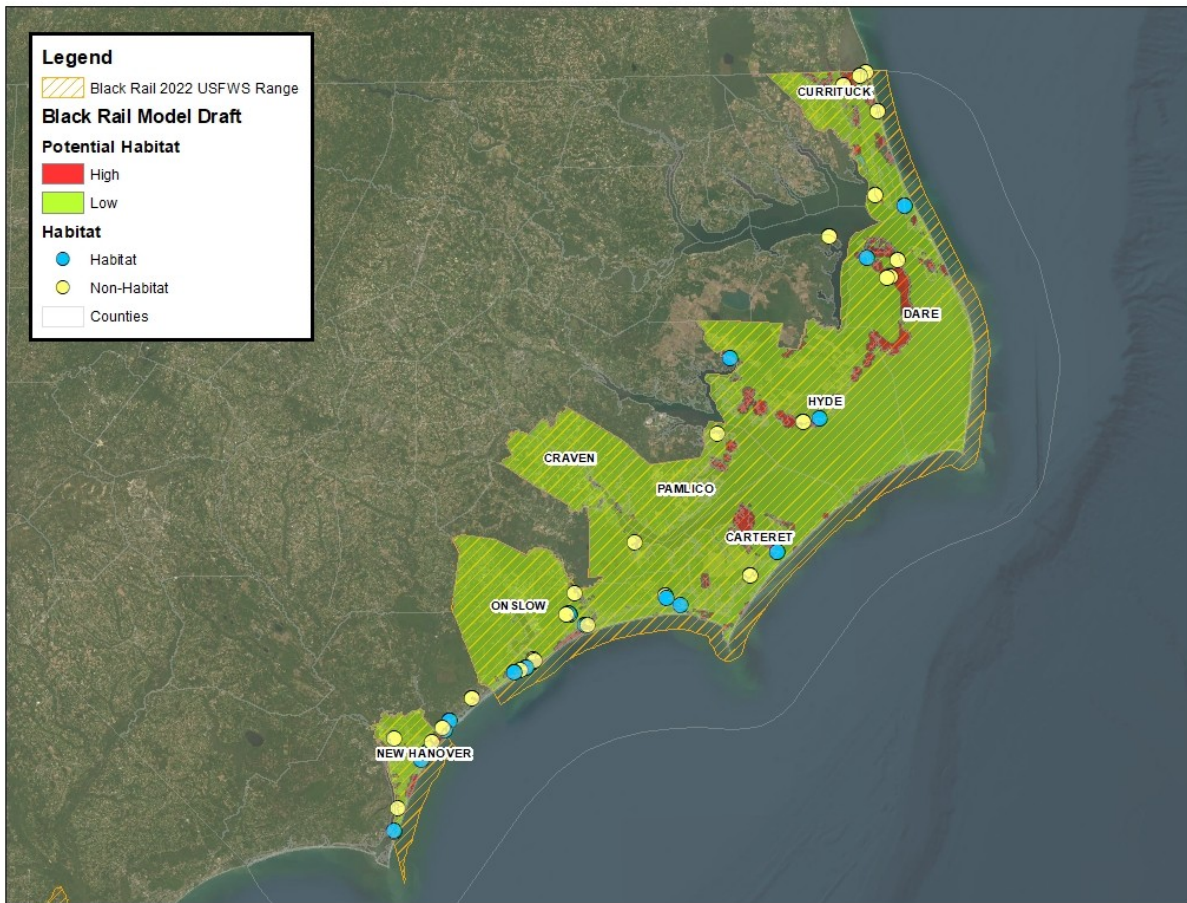 Legend
Black Rail 2022 USFWS Range
Black Rail Model Draft
Potential Habitat
High
Low
Habitat
Habitat
Non-Habitat
Counties
CURRITUCK
DARE
HYDE
CRAVEN
PAMLICO
CARTERET
ONSLOW
NEW HANOVER